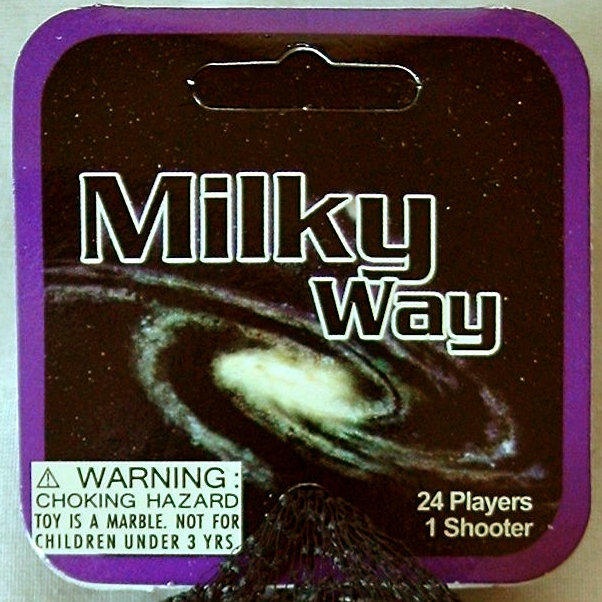 Milky
Way
⚠ WARNING:
CHOKING HAZARD
TOY IS A MARBLE. NOT FOR
CHILDREN UNDER 3 YRS.
24 Players
1 Shooter